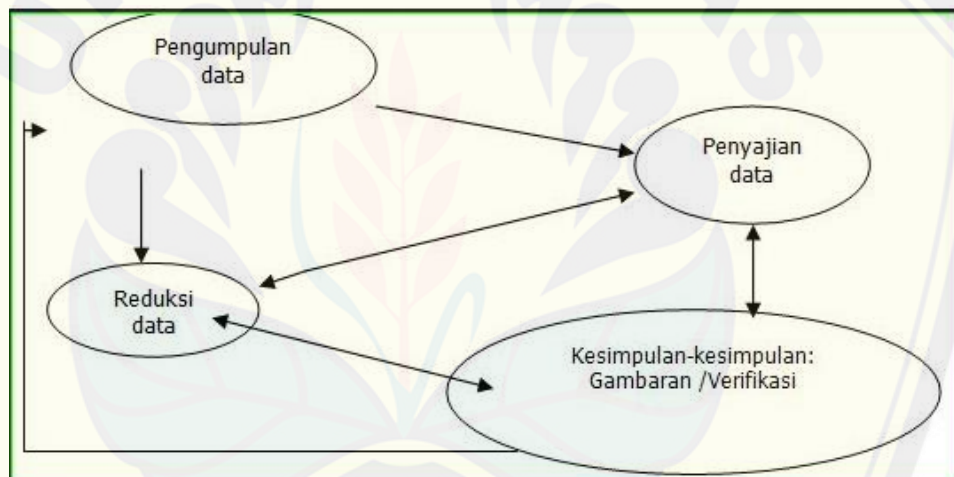 Pengumpulan
data
Penyajian
data
Reduksi
data
Kesimpulan-kesimpulan:
Gambaran /Verifikasi